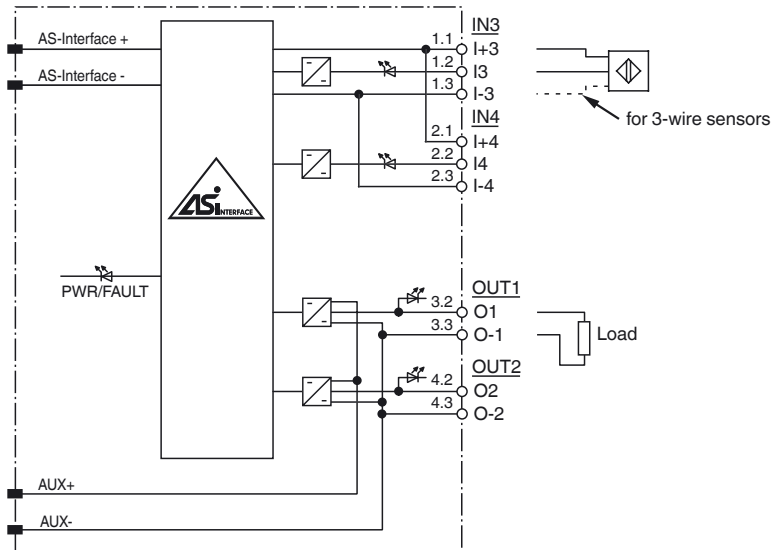 AS-Interface +
AS-Interface -
IN3
1.1 I+3
1.2 I3
1.3 I-3
for 3-wire sensors
IN4
2.1 I+4
2.2 I4
2.3 I-4
ASi NTERFACE
PWR/FAULT
OUT1
3.2 O1
3.3 O-1
Load
OUT2
4.2 O2
4.3 O-2
AUX+
AUX-